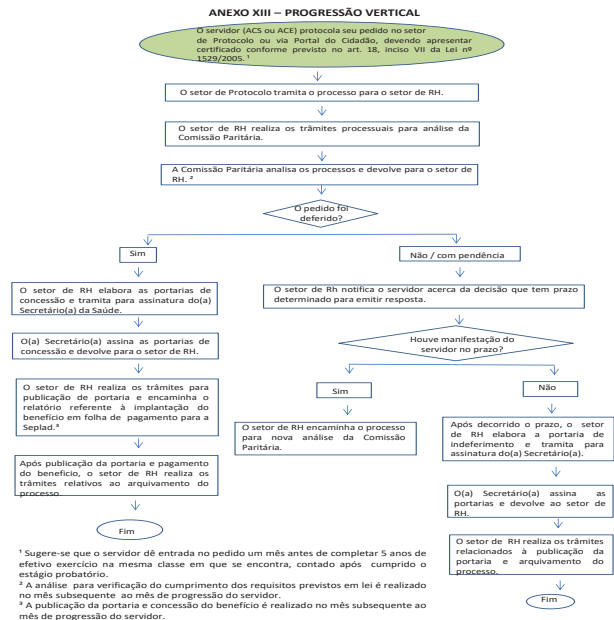 ANEXO XIII – PROGRESSÃO VERTICAL
O servidor (ACS ou ACE) protocola seu pedido no setor
de Protocolo ou via Portal do Cidadão, devendo apresentar
certificado conforme previsto no art. 18, inciso VII da Lei nº
1529/2005. ¹
O setor de Protocolo tramita o processo para o setor de RH.
O setor de RH realiza os trâmites processuais para análise da
Comissão Paritária.
A Comissão Paritária analisa os processos e devolve para o setor de
RH. ²
O pedido foi
deferido?
Sim
O setor de RH elabora as portarias de
concessão e tramita para assinatura do(a)
Secretário(a) da Saúde.
O(a) Secretário(a) assina as portarias de
concessão e devolve para o setor de RH.
O setor de RH realiza os trâmites para
publicação de portaria e encaminha o
relatório referente à implantação do
benefício em folha de pagamento para a
Seplad.³
Após publicação da portaria e pagamento
do beneficio, o setor de RH realiza os
trâmites relativos ao arquivamento do
processo.
Fim
Não / com pendência
O setor de Rh notifica o servidor acerca da decisão que tem prazo
determinado para emitir resposta.
Houve manifestação do
servidor no prazo?
Sim
O setor de RH encaminha o processo
para nova análise da Comissão
Paritária.
Não
Após decorrido o prazo, o setor
de RH elabora a portaria de
indeferimento e tramita para
assinatura do(a) Secretário(a).
O(a) Secretário(a) assina as
portarias e devolve ao setor de
RH.
O setor de RH realiza os trâmites
relacionados à publicação da
portaria e arquivamento do
processo.
Fim
¹ Sugere-se que o servidor dê entrada no pedido um mês antes de completar 5 anos de
efetivo exercício na mesma classe em que se encontra, contado após cumprido o
estágio probatório.
² A análise para verificação do cumprimento dos requisitos previstos em lei é realizado
no mês subsequente ao mês de progressão do servidor.
³ A publicação da portaria e concessão do benefício é realizado no mês subsequente ao
mês de progressão do servidor.